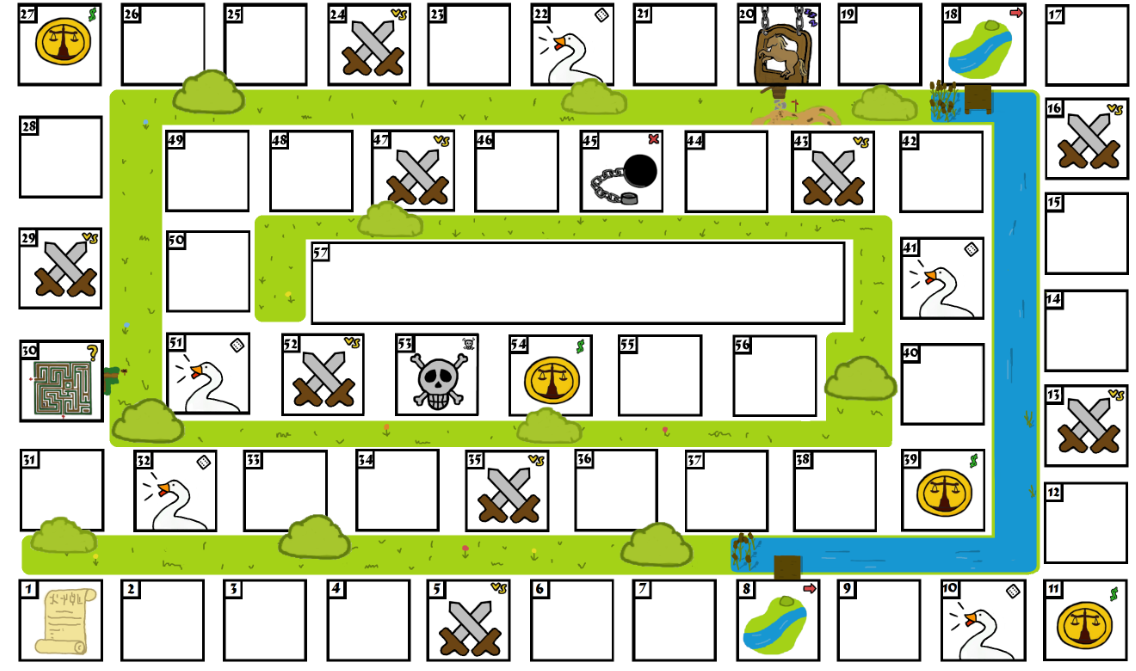 27 $ 26 25 24 VS 23 22 21 20 19 18 17
16 VS
28 49 48 47 VS 46 45 44 43 VS 42
15
29 VS 50 57 41
14
30 ? 51 52 VS 53 54 $ 55 56 40
13 VS
31 32 33 34 35 VS 36 37 38 39 $
12
1 2 3 4 5 VS 6 7 8 9 10 11 $